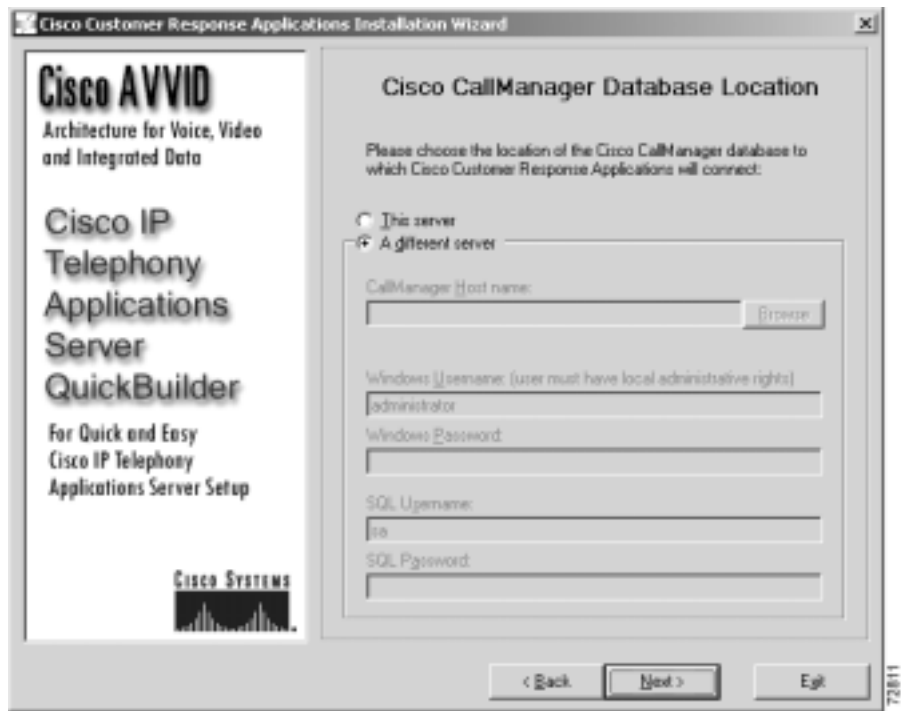 Cisco Customer Response Applications Installation Wizard
Cisco AVVID
Architecture for Voice, Video
and Integrated Data
Cisco IP
Telephony
Applications
Server
QuickBuilder
For Quick and Easy
Cisco IP Telephony
Applications Server Setup
CISCO SYSTEMS
Cisco CallManager Database Location
Please choose the location of the Cisco CallManager database to
which Cisco Customer Response Applications will connect:
This server
A different server
CallManager Host name:
Browse
Windows Username: (user must have local administrative rights)
administrator
Windows Password:
SQL Username:
sa
SQL Password:
< Back
Next >
Exit
72811